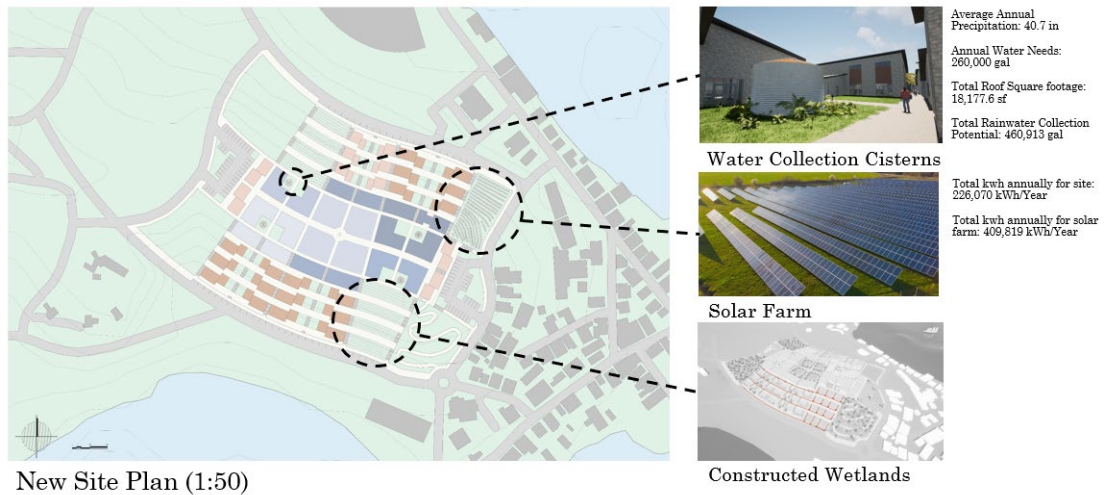 Average Annual
Precipitation: 40.7 in
Annual Water Needs:
260,000 gal
Total Roof Square footage:
18,177.6 sf
Total Rainwater Collection
Potential: 460,913 gal
Water Collection Cisterns
Total kwh annually for site:
226,070 kWh/Year
Total kwh annually for solar
farm: 409,819 kWh/Year
Solar Farm
Constructed Wetlands
New Site Plan (1:50)